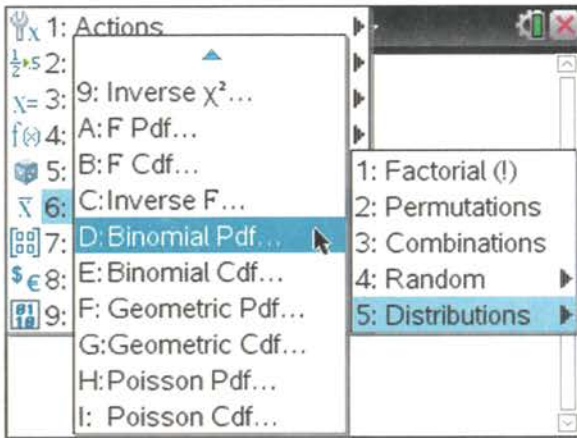 1: Actions
2:
3:
4:
5:
6:
7:
8:
9:
9: Inverse χ²...
A: F Pdf...
B: F Cdf...
C: Inverse F...
D: Binomial Pdf...
E: Binomial Cdf...
F: Geometric Pdf...
G: Geometric Cdf...
H: Poisson Pdf...
I: Poisson Cdf...
1: Factorial (!)
2: Permutations
3: Combinations
4: Random
5: Distributions